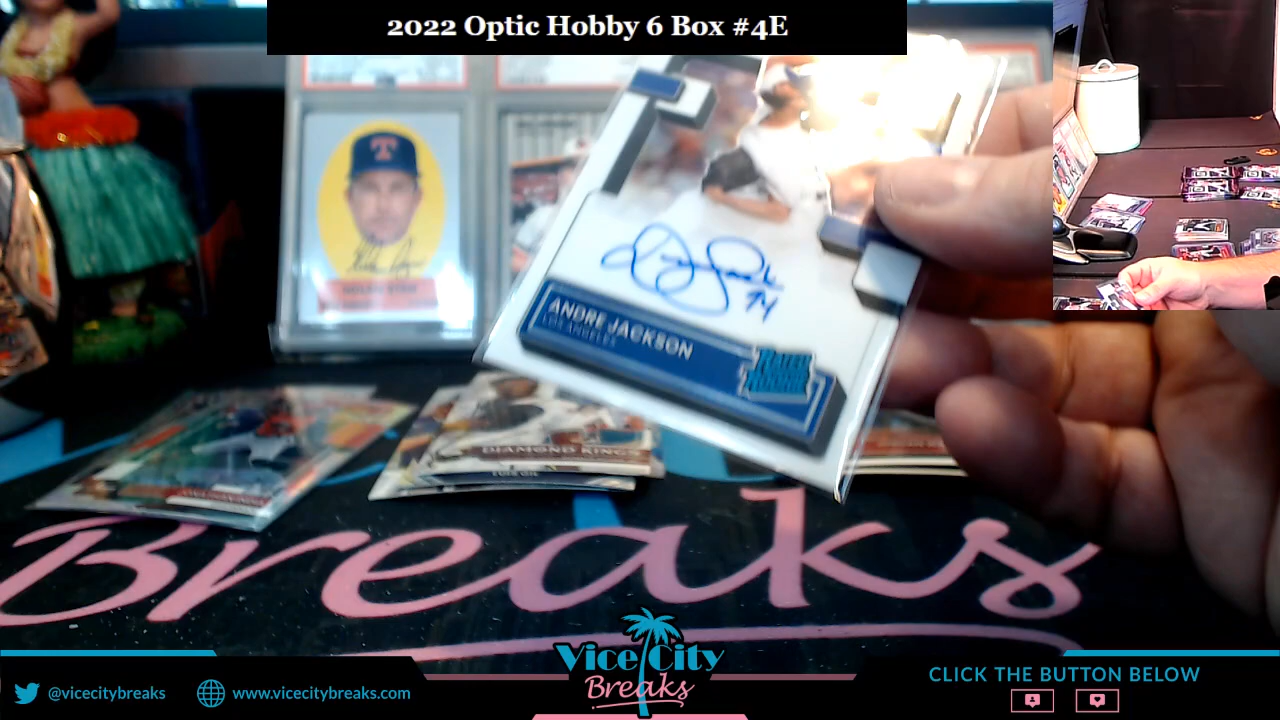 2022 Optic Hobby 6 Box #4E
T
ANDRE JACKSON
LOS ANGELES
74
RATED ROOKIE
DIAMOND KINGS
Breaks
Vice City
Breaks
@vicecitybreaks
www.vicecitybreaks.com
CLICK THE BUTTON BELOW